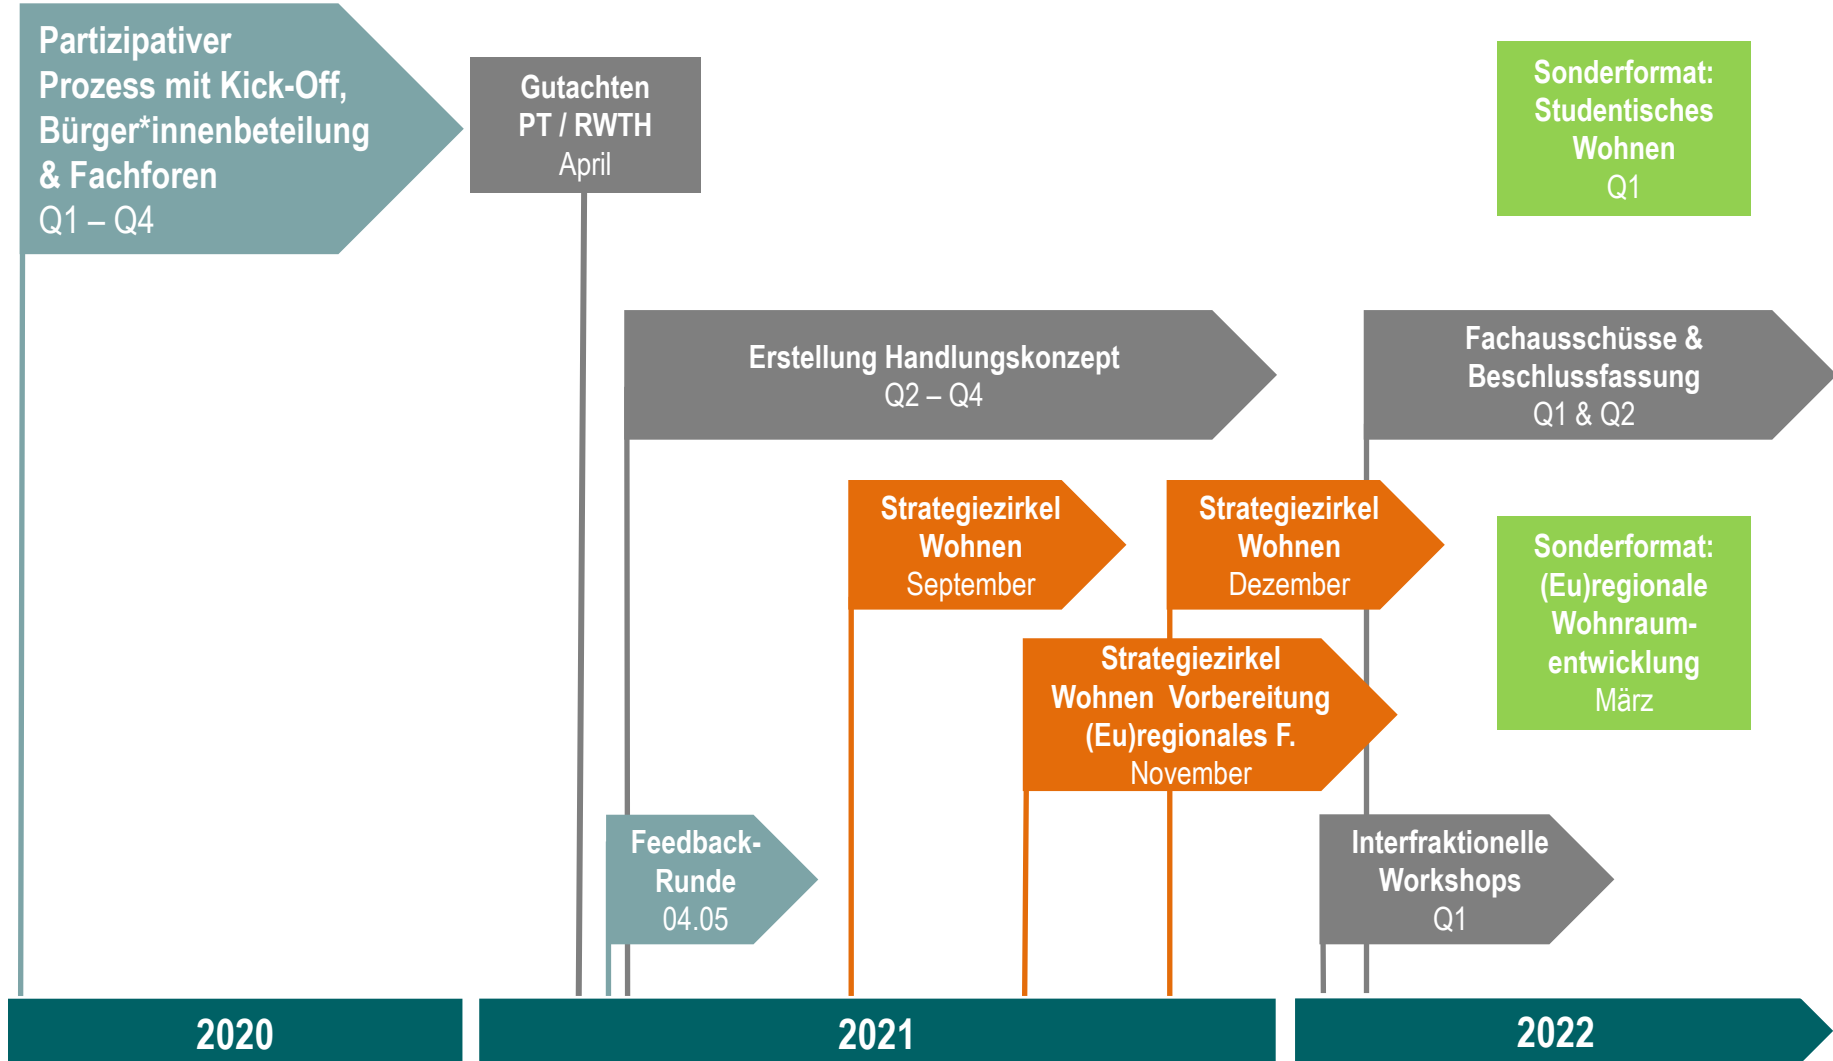 Partizipativer
Prozess mit Kick-Off,
Bürger*innenbeteilung
& Fachforen
Q1 – Q4
Gutachten
PT / RWTH
April
Sonderformat:
Studentisches
Wohnen
Q1
Erstellung Handlungskonzept
Q2 – Q4
Fachausschüsse &
Beschlussfassung
Q1 & Q2
Strategiezirkel
Wohnen
September
Strategiezirkel
Wohnen
Dezember
Sonderformat:
(Eu)regionale
Wohnraum-
entwicklung
März
Strategiezirkel
Wohnen Vorbereitung
(Eu)regionales F.
November
Feedback-
Runde
04.05
Interfraktionelle
Workshops
Q1
2020
2021
2022